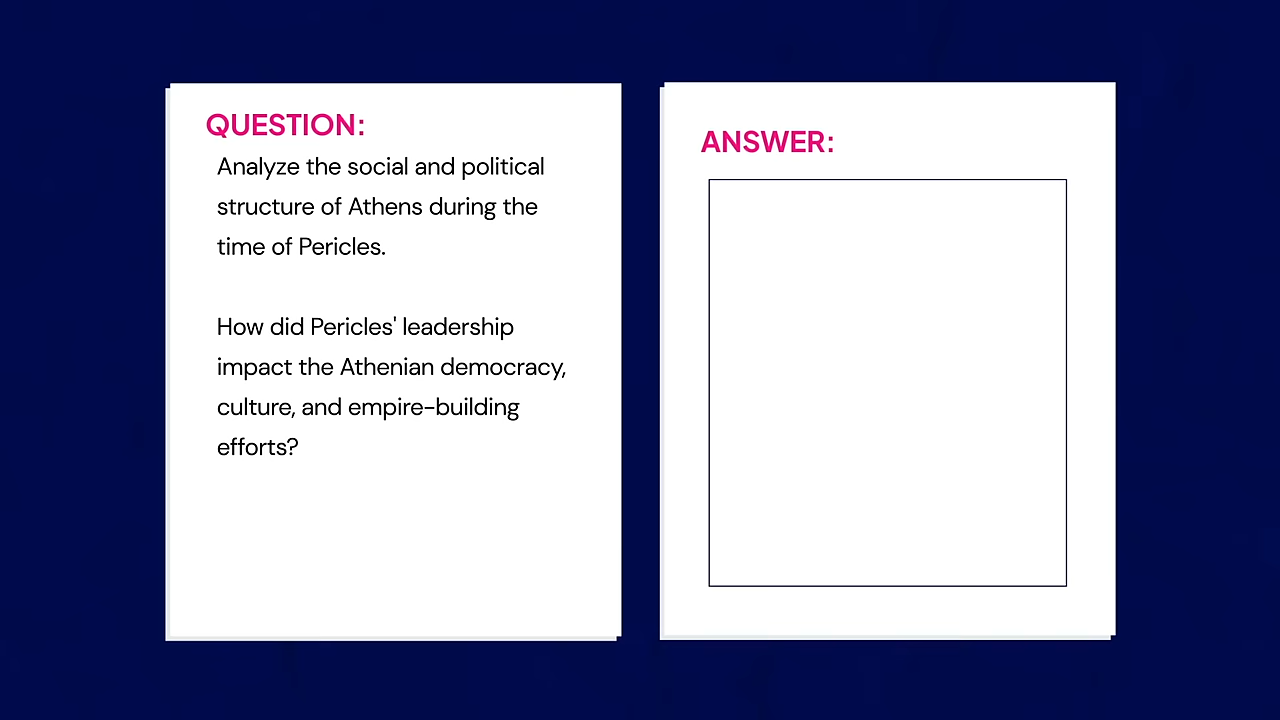 QUESTION:
Analyze the social and political
structure of Athens during the
time of Pericles.
How did Pericles' leadership
impact the Athenian democracy,
culture, and empire-building
efforts?
ANSWER: